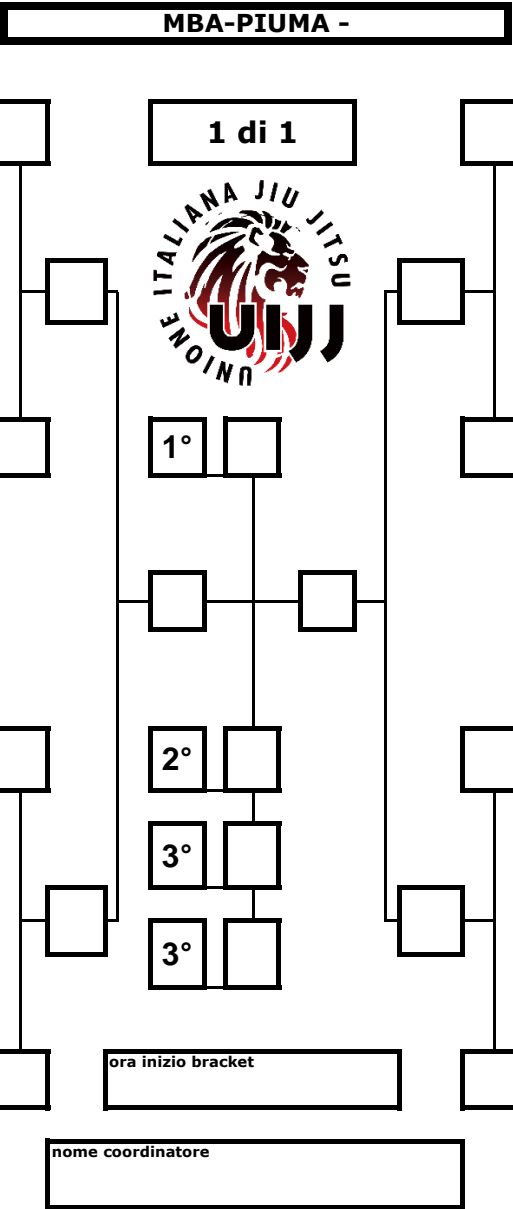 MBA-PIUMA -
1 di 1
UNIONE ITALIANA JIU JITSU
UIJJ
1°
2°
3°
3°
ora inizio bracket
nome coordinatore